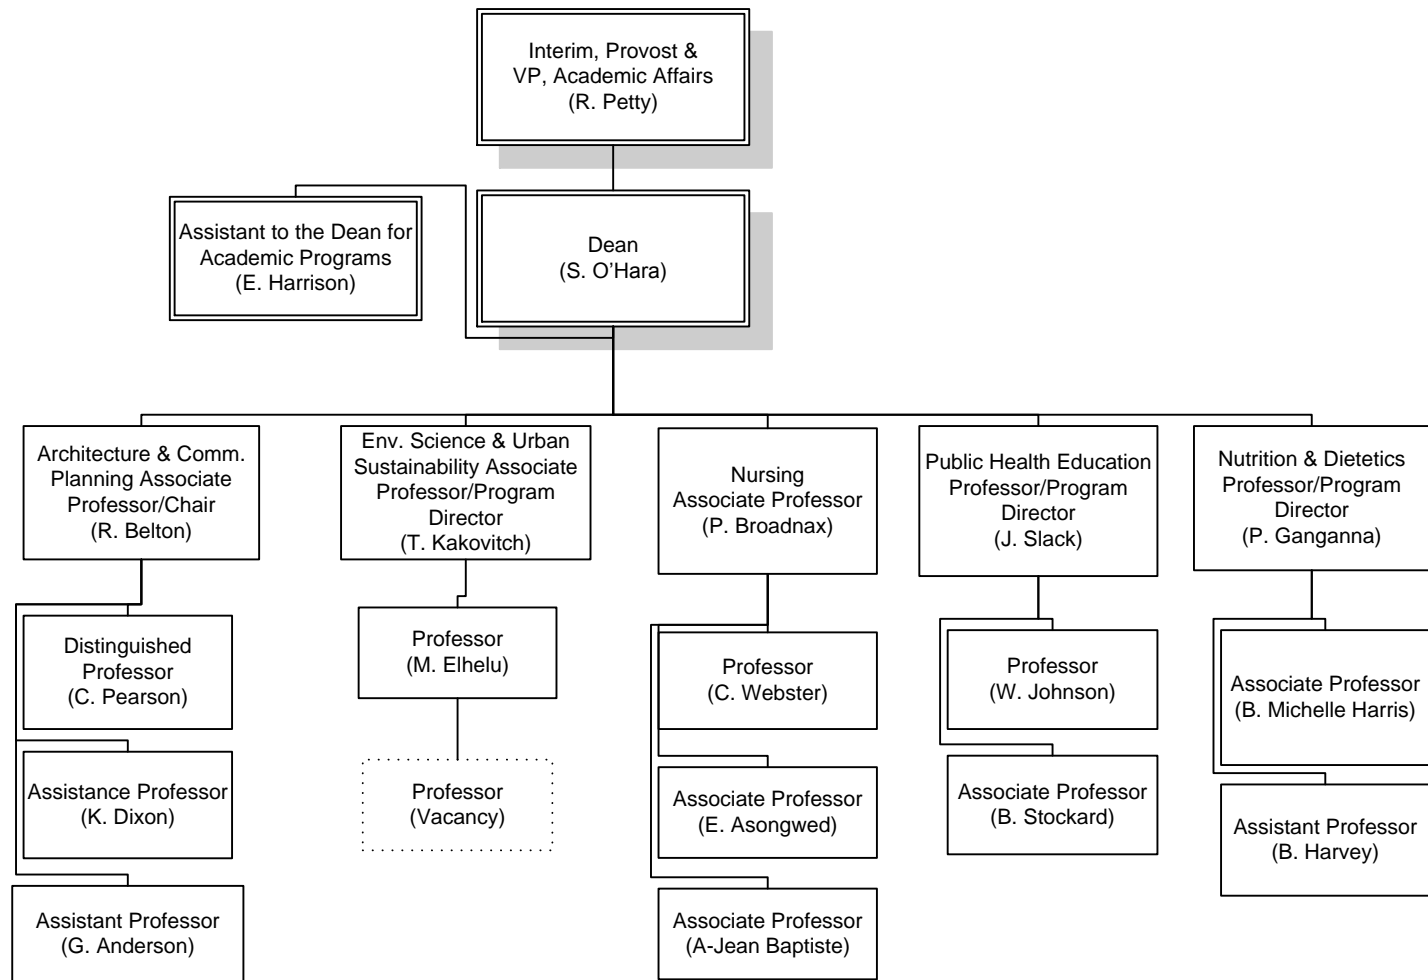 Interim, Provost &
VP, Academic Affairs
(R. Petty)
Assistant to the Dean for
Academic Programs
(E. Harrison)
Dean
(S. O’Hara)
Architecture & Comm.
Planning Associate
Professor/Chair
(R. Belton)
Env. Science & Urban
Sustainability Associate
Professor/Program
Director
(T. Kakovitch)
Nursing
Associate Professor
(P. Broadnax)
Public Health Education
Professor/Program
Director
(J. Slack)
Nutrition & Dietetics
Professor/Program
Director
(P. Ganganna)
Distinguished
Professor
(C. Pearson)
Professor
(M. Elhelu)
Professor
(C. Webster)
Professor
(W. Johnson)
Associate Professor
(B. Michelle Harris)
Assistance Professor
(K. Dixon)
Professor
(Vacancy)
Associate Professor
(E. Asongwed)
Associate Professor
(B. Stockard)
Assistant Professor
(B. Harvey)
Assistant Professor
(G. Anderson)
Associate Professor
(A-Jean Baptiste)